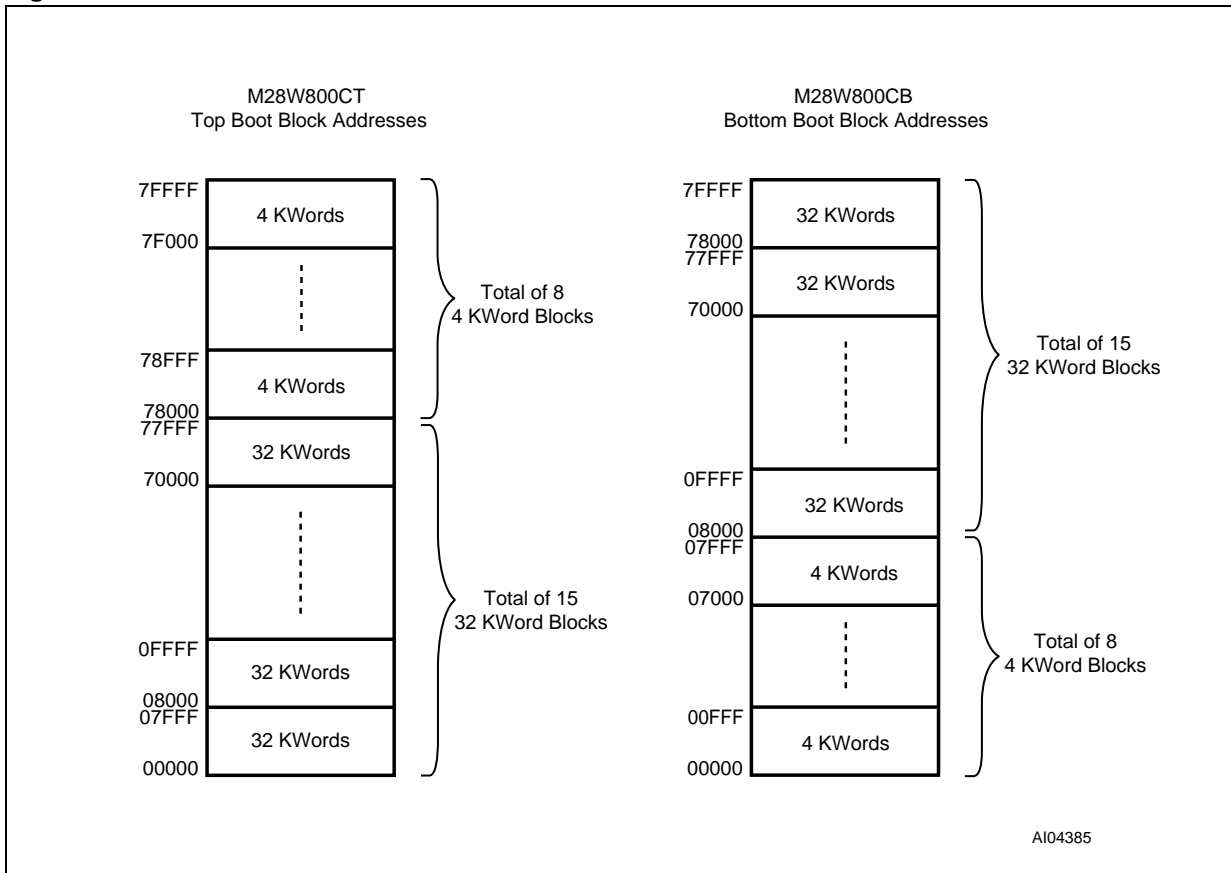 M28W800CT
Top Boot Block Addresses
7FFFF
4 KWords
7F000
Total of 8
4 KWord Blocks
78FFF
4 KWords
78000
77FFF
32 KWords
70000
Total of 15
32 KWord Blocks
0FFFF
32 KWords
08000
07FFF
32 KWords
00000
M28W800CB
Bottom Boot Block Addresses
7FFFF
32 KWords
78000
77FFF
32 KWords
70000
Total of 15
32 KWord Blocks
0FFFF
32 KWords
08000
07FFF
4 KWords
07000
Total of 8
4 KWord Blocks
00FFF
4 KWords
00000
AI04385